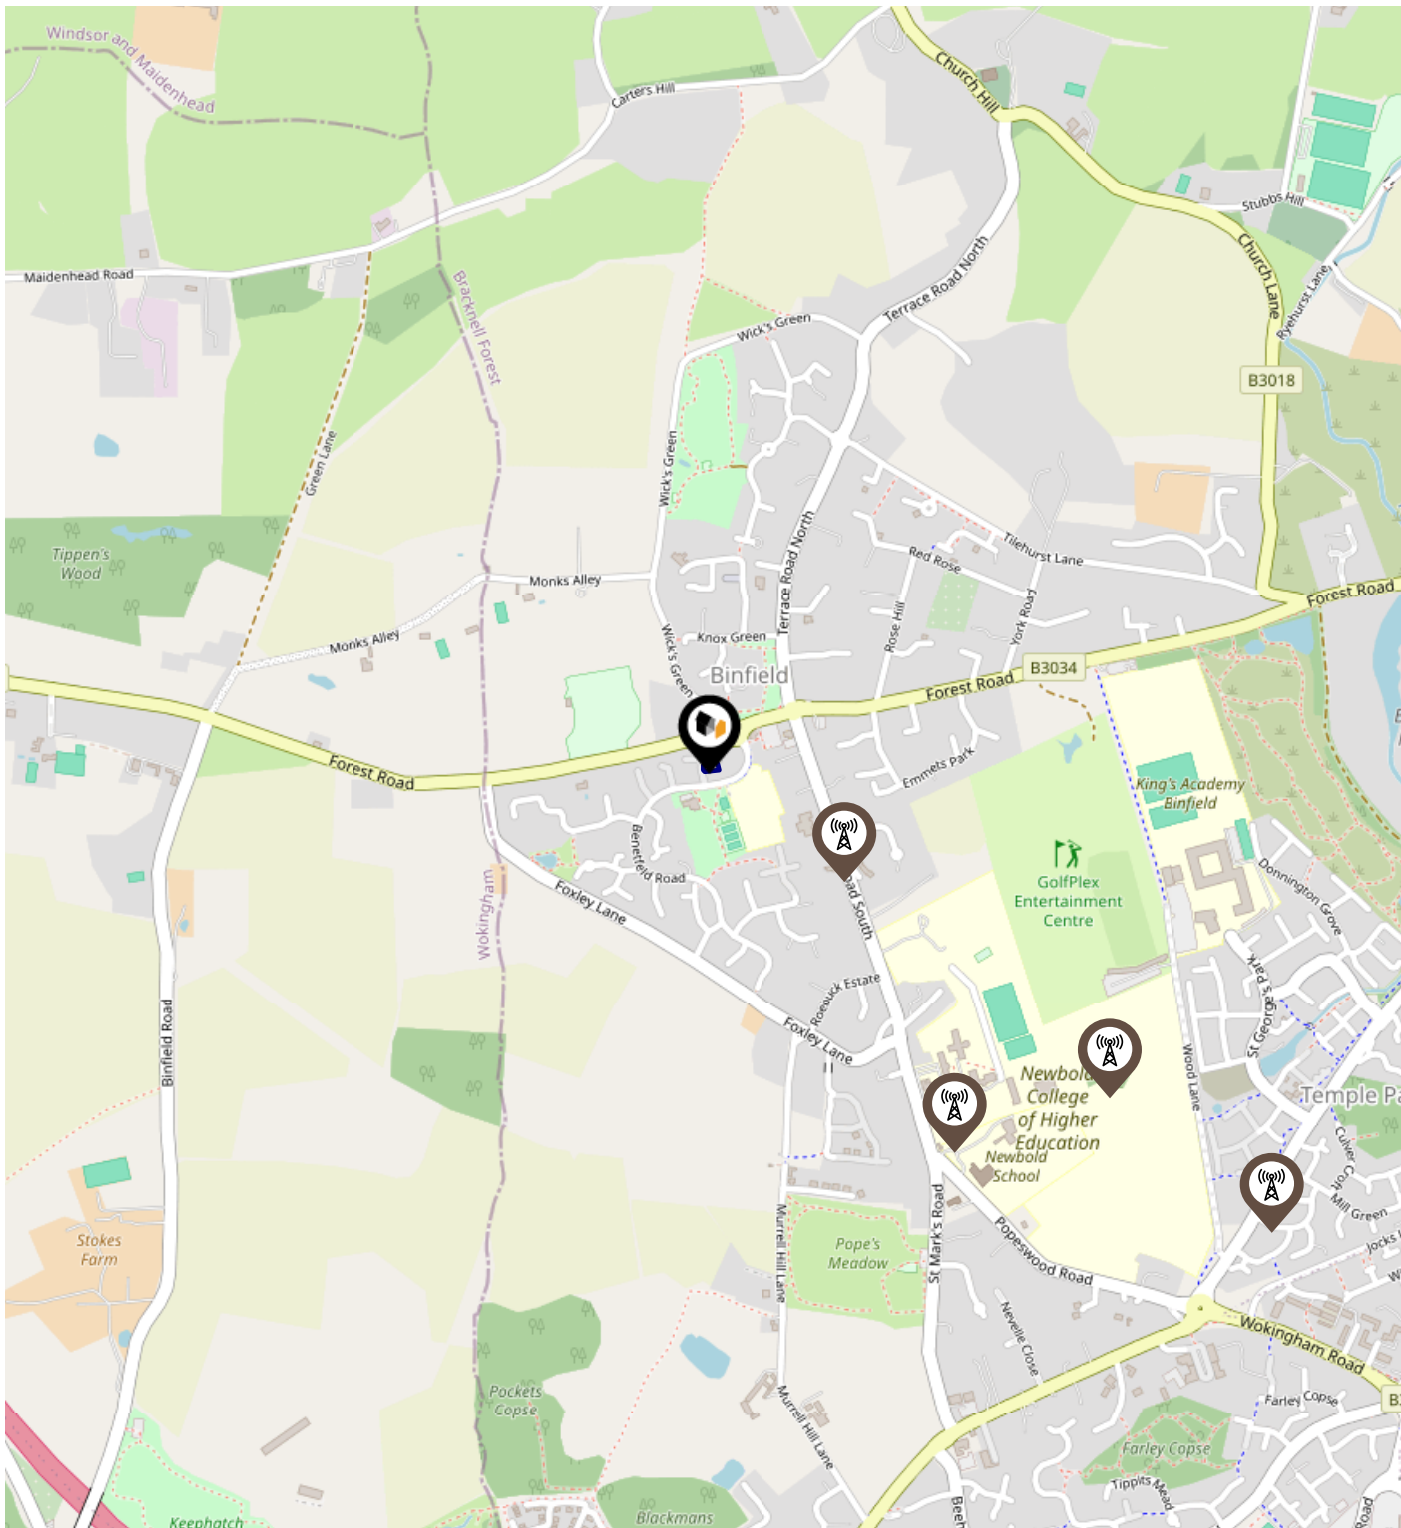 Windsor and Maidenhead
Church Hill
Carters Hill
Stubbs Hill
Church Lane
Ryehurst Lane
Terrace Road North
Maidenhead Road
Bracknell Forest
Wick's Green
B3018
Green Lane
Wick's Green
Tippen's
Wood
Terrace Road North
Tilehurst Lane
Red Rose
Monks Alley
Forest Road
York Road
Rose Hill
Monks Alley
Knox Green
Wick's Green
Binfield
B3034
Forest Road
Forest Road
Emmets Park
King's Academy
Binfield
Benetfeld Road
GolfPlex
Entertainment
Centre
Donnington Grove
Foxley Lane
Wokingham
oad South
St George's Park
Roebuck Estate
Binfield Road
Foxley Lane
Wood Lane
Newbold
College
of Higher
Education
Temple Pa
Newbold
School
Culver Croft
Mill Green
Murrell Hill Lane
St Mark's Road
Popeswood Road
Jocks
Stokes
Farm
Pope's
Meadow
Nevelle Close
Wokingham Road
Pockets
Copse
Murrell Hill Lane
Farley Copse
B3
Farley Copse
Tippits Mead
Keephatch
Blackmans
Beeh
Road